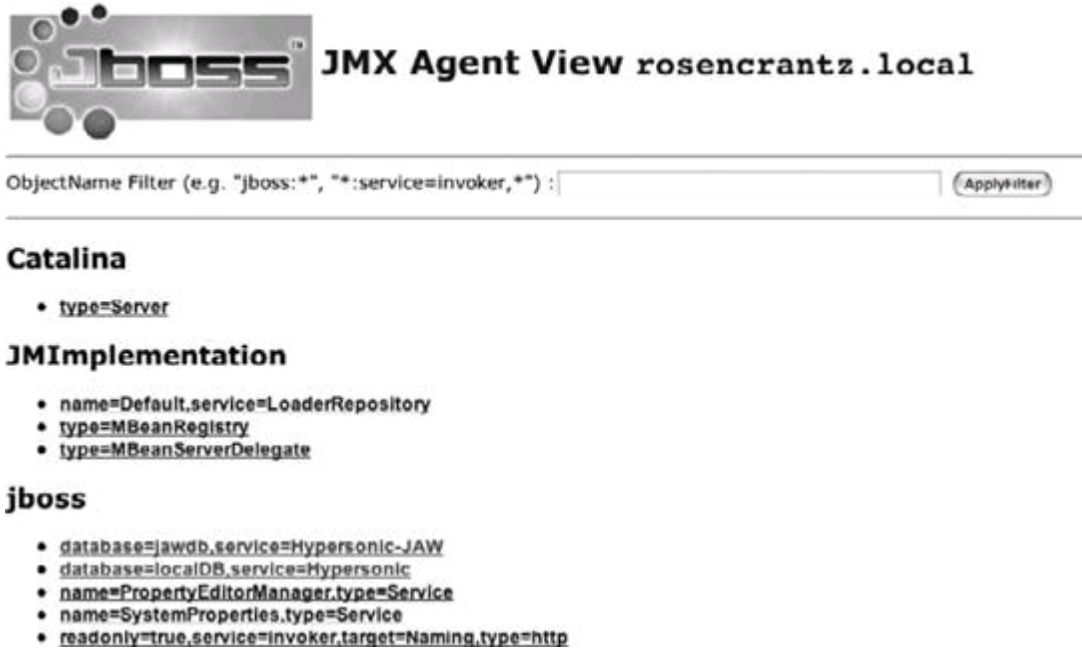 Jboss™
JMX Agent View rosencrantz.local
ObjectName Filter (e.g. "jboss:*", "*:service=invoker,*") :
ApplyFilter
Catalina
• type=Server
JMImplementation
• name=Default,service=LoaderRepository
• type=MBeanRegistry
• type=MBeanServerDelegate
jboss
• database=jawdb,service=Hypersonic-JAW
• database=localDB,service=Hypersonic
• name=PropertyEditorManager,type=Service
• name=SystemProperties,type=Service
• readonly=true,service=invoker,target=Naming,type=http